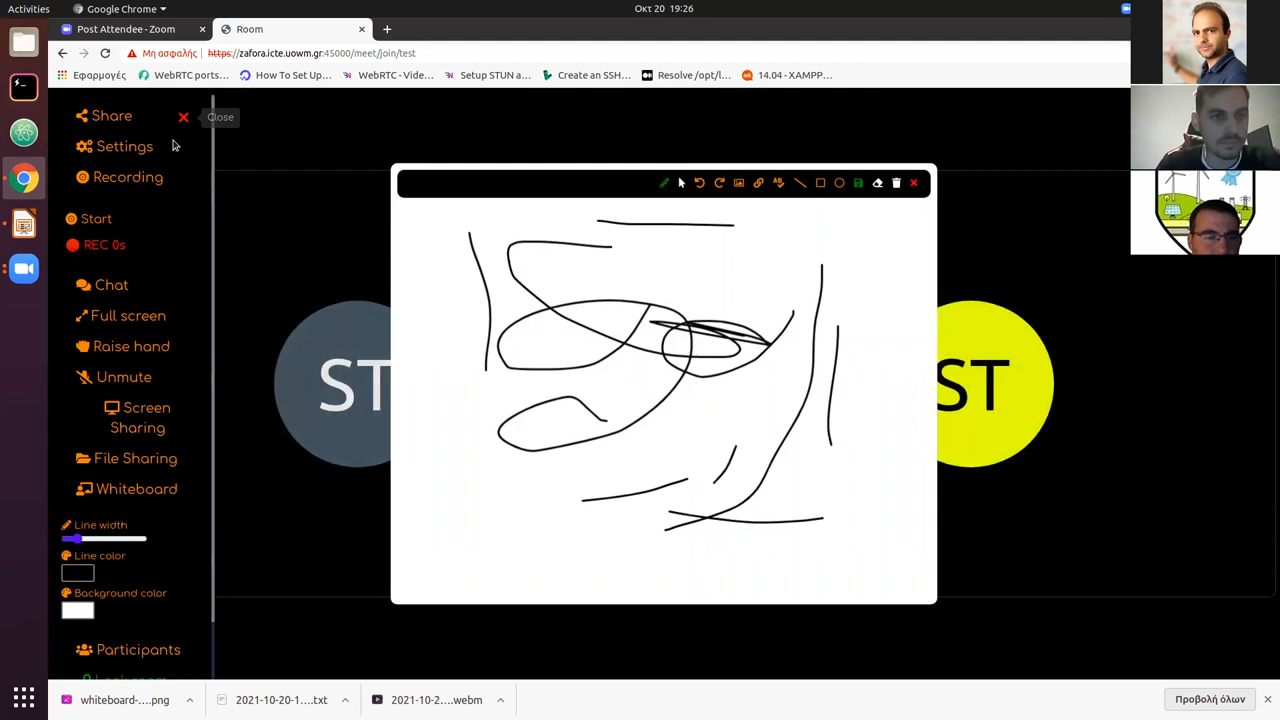 Activities
Google Chrome
Οκτ 20 19:26
Post Attendee - Zoom
Room
Μη ασφαλής
https://zafora.icte.uowm.gr:45000/meet/join/test
Εφαρμογές
WebRTC ports...
How To Set Up...
WebRTC - Vide...
Setup STUN a...
Create an SSH...
Resolve /opt/l...
14.04 - XAMPP...
Share
Close
Settings
Recording
Start
REC 0s
Chat
Full screen
Raise hand
Unmute
Screen
Sharing
File Sharing
Whiteboard
Line width
Line color
Background color
Participants
ST
ST
whiteboard-....png
2021-10-20-1....txt
2021-10-2....webm
Προβολή όλων